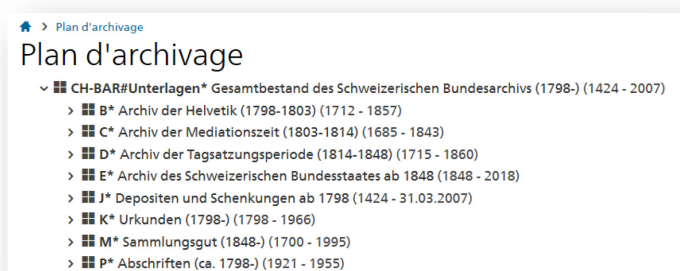 Plan d'archivage
Plan d'archivage
CH-BAR#Unterlagen* Gesamtbestand des Schweizerischen Bundesarchivs (1798-) (1424 - 2007)
B* Archiv der Helvetik (1798-1803) (1712 - 1857)
C* Archiv der Mediationszeit (1803-1814) (1685 - 1843)
D* Archiv der Tagsatzungsperiode (1814-1848) (1715 - 1860)
E* Archiv des Schweizerischen Bundesstaates ab 1848 (1848 - 2018)
J* Depositen und Schenkungen ab 1798 (1424 - 31.03.2007)
K* Urkunden (1798-) (1798 - 1966)
M* Sammlungsgut (1848-) (1700 - 1995)
P* Abschriften (ca. 1798-) (1921 - 1955)